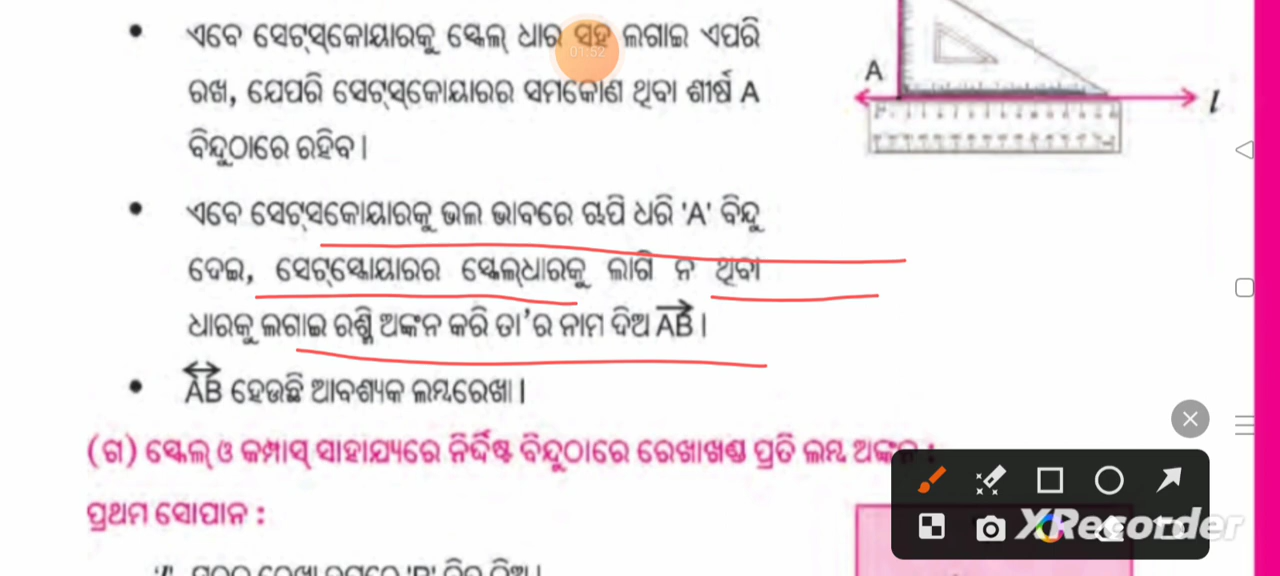 • ଏବେ ସେଟ୍‌ସ୍କୋୟାରକୁ ସ୍କେଲ୍ ଧାର ସହ ଲଗାଇ ଏପରି
01:52
ରଖ, ଯେପରି ସେଟ୍‌ସ୍କୋୟାରର ସମକୋଣ ଥିବା ଶୀର୍ଷ A
ବିନ୍ଦୁଠାରେ ରହିବ।
A
l
• ଏବେ ସେଟ୍‌ସ୍କୋୟାରକୁ ଭଲ ଭାବରେ ଚାପି ଧରି 'A' ବିନ୍ଦୁ
ଦେଇ, ସେଟ୍‌ସ୍କୋୟାରର ସ୍କେଲ୍‌ଧାରକୁ ଲାଗି ନ ଥିବା
ଧାରକୁ ଲଗାଇ ରଶ୍ମି ଅଙ୍କନ କରି ତା'ର ନାମ ଦିଅ AB।
• AB ହେଉଛି ଆବଶ୍ୟକ ଲମ୍ବରେଖା।
(ଗ) ସ୍କେଲ୍ ଓ କମ୍ପାସ୍ ସାହାଯ୍ୟରେ ନିର୍ଦ୍ଦିଷ୍ଟ ବିନ୍ଦୁଠାରେ ରେଖାଖଣ୍ଡ ପ୍ରତି ଲମ୍ବ ଅଙ୍କନ :
ପ୍ରଥମ ସୋପାନ :
XRecorder